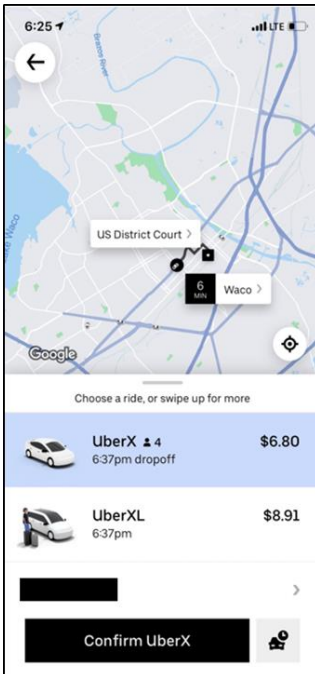 6:25
LTE
Brazos River
US District Court >
6
MIN
Waco >
Lake Waco
Google
Choose a ride, or swipe up for more
UberX 4
$6.80
6:37pm dropoff
UberXL
$8.91
6:37pm
Confirm UberX